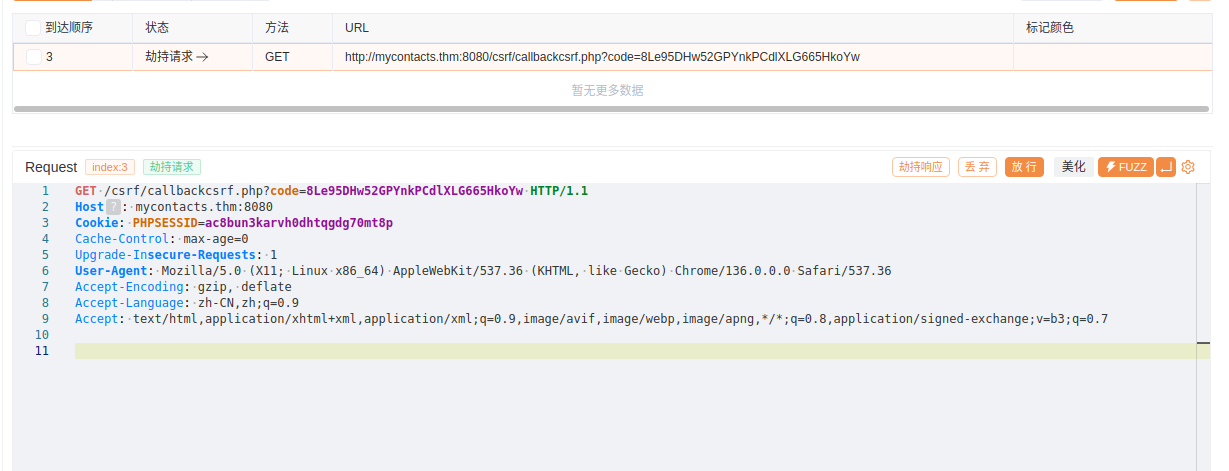 到达顺序 状态 方法 URL 标记颜色
3 劫持请求 → GET http://mycontacts.thm:8080/csrf/callbackcsrf.php?code=8Le95DHw52GPYnkPCdlXLG665HkoYw
暂无更多数据
Request index:3 劫持请求 劫持响应 丢弃 放行 美化 FUZZ
1 GET /csrf/callbackcsrf.php?code=8Le95DHw52GPYnkPCdlXLG665HkoYw HTTP/1.1
2 Host ? : mycontacts.thm:8080
3 Cookie: PHPSESSID=ac8bun3karvh0dhtqgdg70mt8p
4 Cache-Control: max-age=0
5 Upgrade-Insecure-Requests: 1
6 User-Agent: Mozilla/5.0 (X11; Linux x86_64) AppleWebKit/537.36 (KHTML, like Gecko) Chrome/136.0.0.0 Safari/537.36
7 Accept-Encoding: gzip, deflate
8 Accept-Language: zh-CN,zh;q=0.9
9 Accept: text/html,application/xhtml+xml,application/xml;q=0.9,image/avif,image/webp,image/apng,*/*;q=0.8,application/signed-exchange;v=b3;q=0.7
10
11